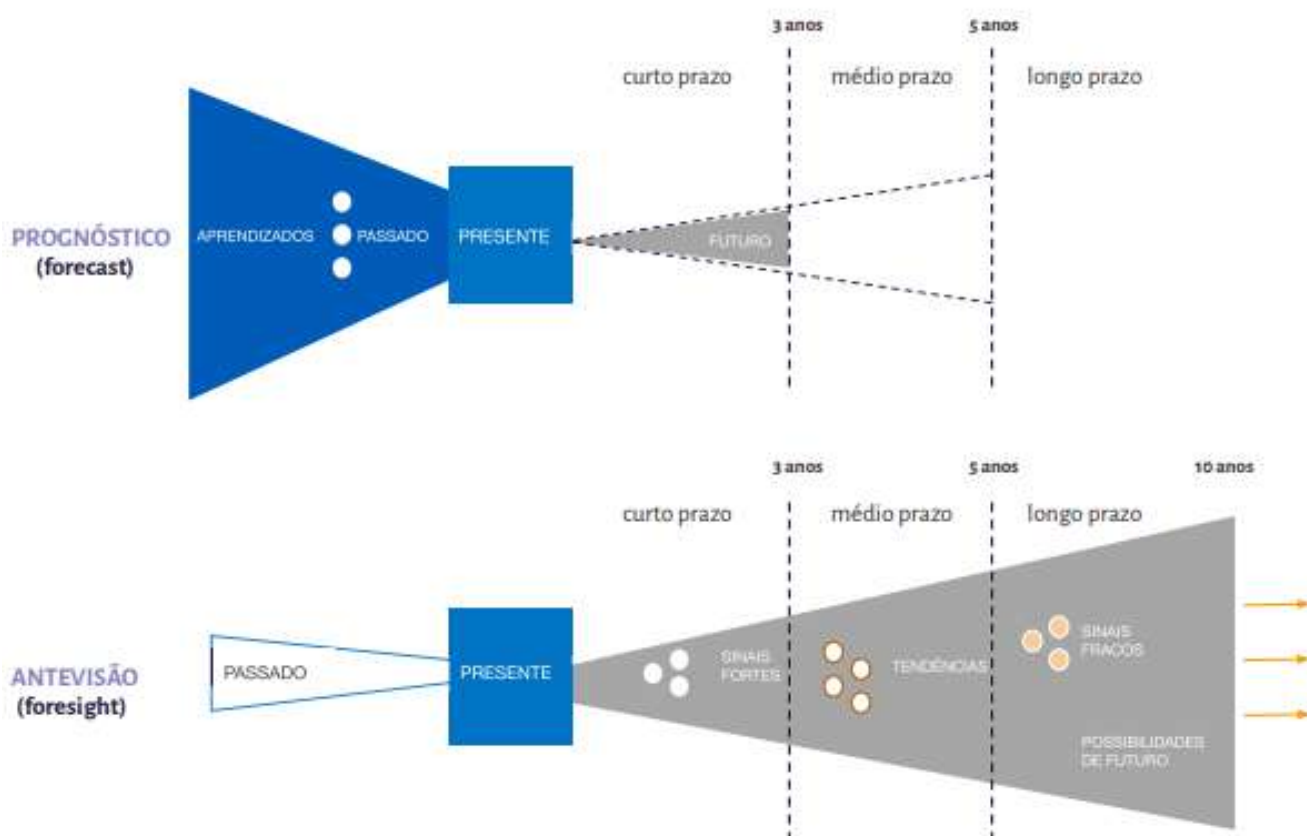 3 anos
5 anos
curto prazo
médio prazo
longo prazo
PROGNÓSTICO
(forecast)
APRENDIZADOS
PASSADO
PRESENTE
FUTURO
3 anos
5 anos
10 anos
curto prazo
médio prazo
longo prazo
ANTEVISÃO
(foresight)
PASSADO
PRESENTE
SINAIS
FORTES
TENDÊNCIAS
SINAIS
FRACOS
POSSIBILIDADES
DE FUTURO